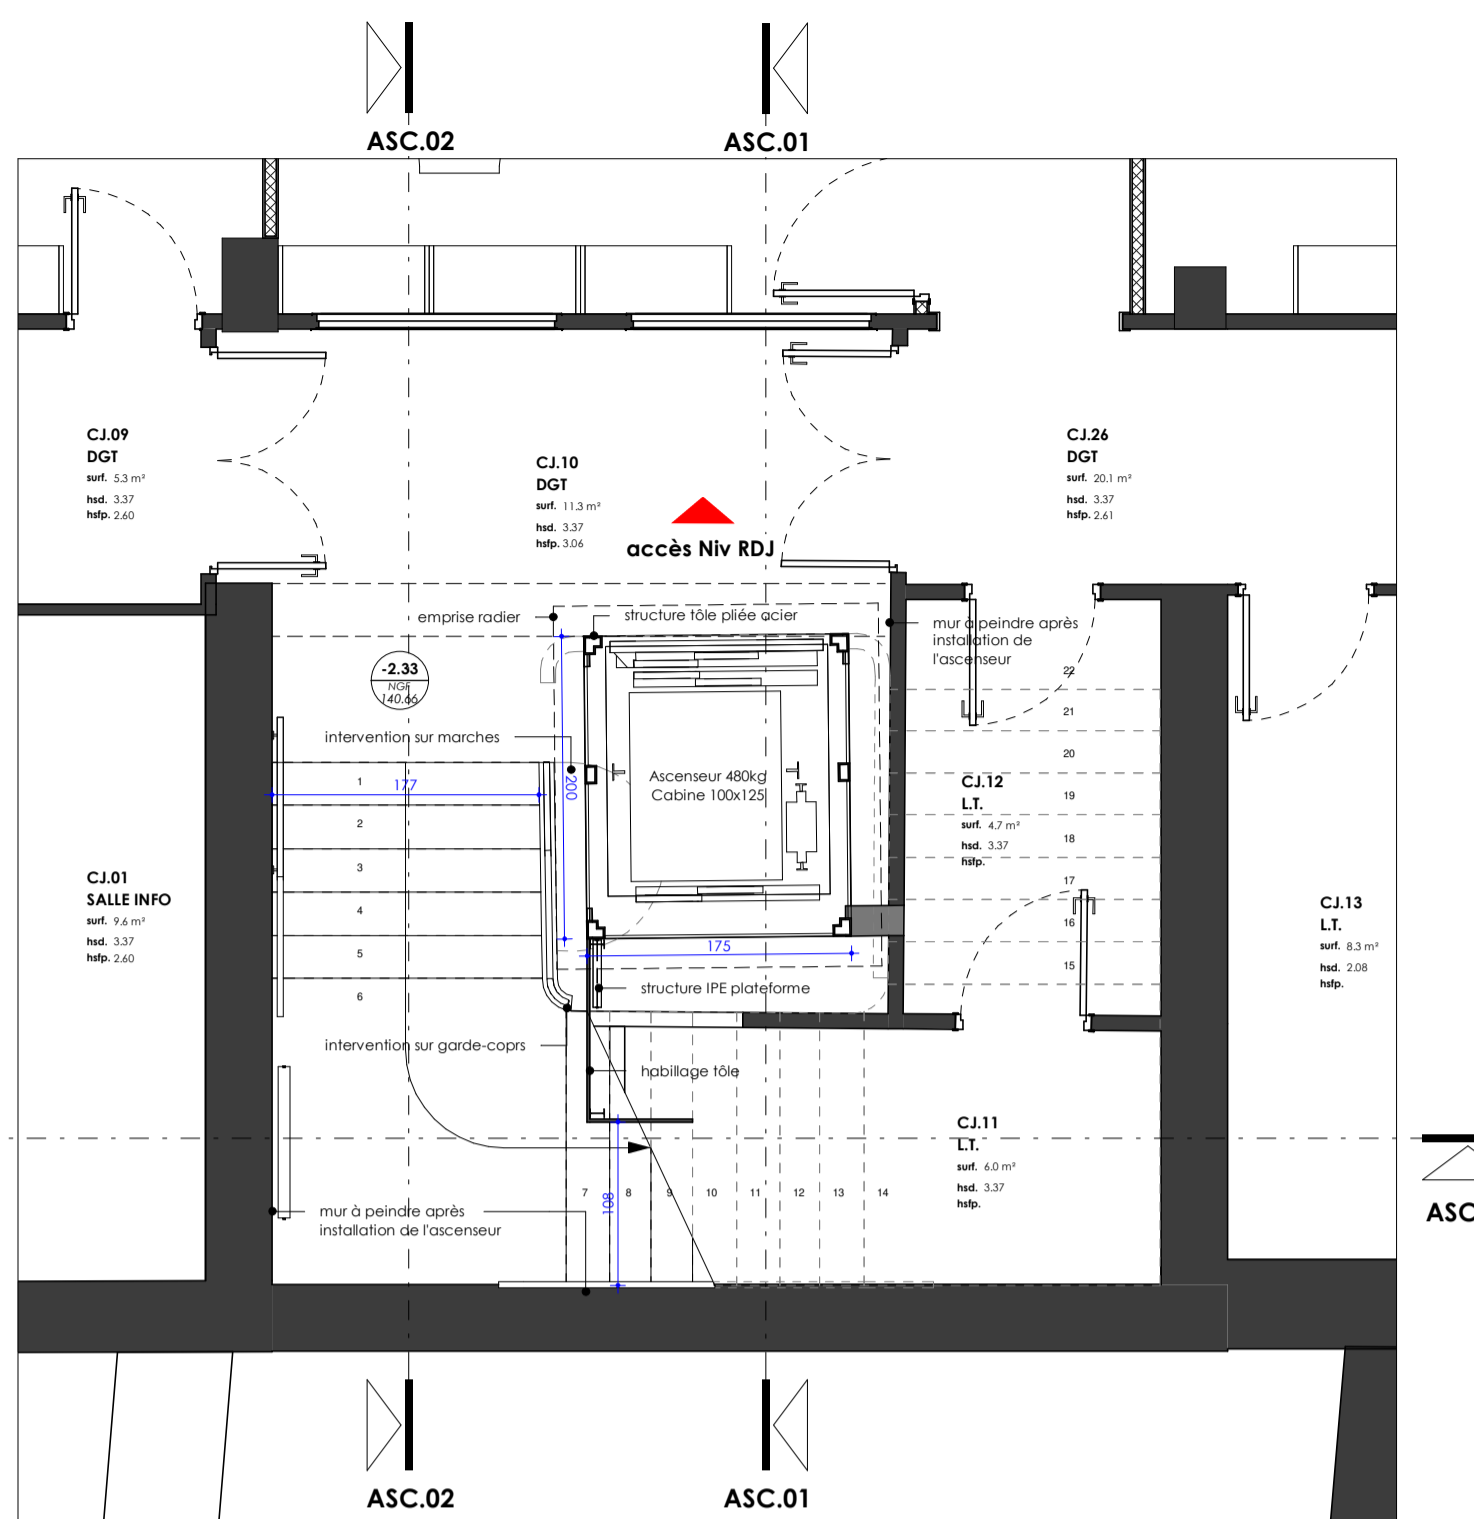 ASC.02
ASC.01
CJ.09
DGT
surf. 5.3 m²
hsd. 3.37
hsfp. 2.60
CJ.10
DGT
surf. 11.3 m²
hsd. 3.37
hsfp. 3.06
CJ.26
DGT
surf. 20.1 m²
hsd. 3.37
hsfp. 2.61
accès Niv RDJ
emprise radier
structure tôle pliée acier
mur à peindre après
installation de
l'ascenseur
-2.33
NGF
140.66
intervention sur marches
200
177
Ascenseur 480kg
Cabine 100x125
1
2
3
4
5
6
22
21
20
19
18
17
16
15
CJ.12
L.T.
surf. 4.7 m²
hsd. 3.37
hsfp.
CJ.01
SALLE INFO
surf. 9.6 m²
hsd. 3.37
hsfp. 2.60
CJ.13
L.T.
surf. 8.3 m²
hsd. 2.08
hsfp.
175
structure IPE plateforme
intervention sur garde-coprs
habillage tôle
CJ.11
L.T.
surf. 6.0 m²
hsd. 3.37
hsfp.
7
8
9
10
11
12
13
14
108
mur à peindre après
installation de l'ascenseur
ASC
ASC.02
ASC.01